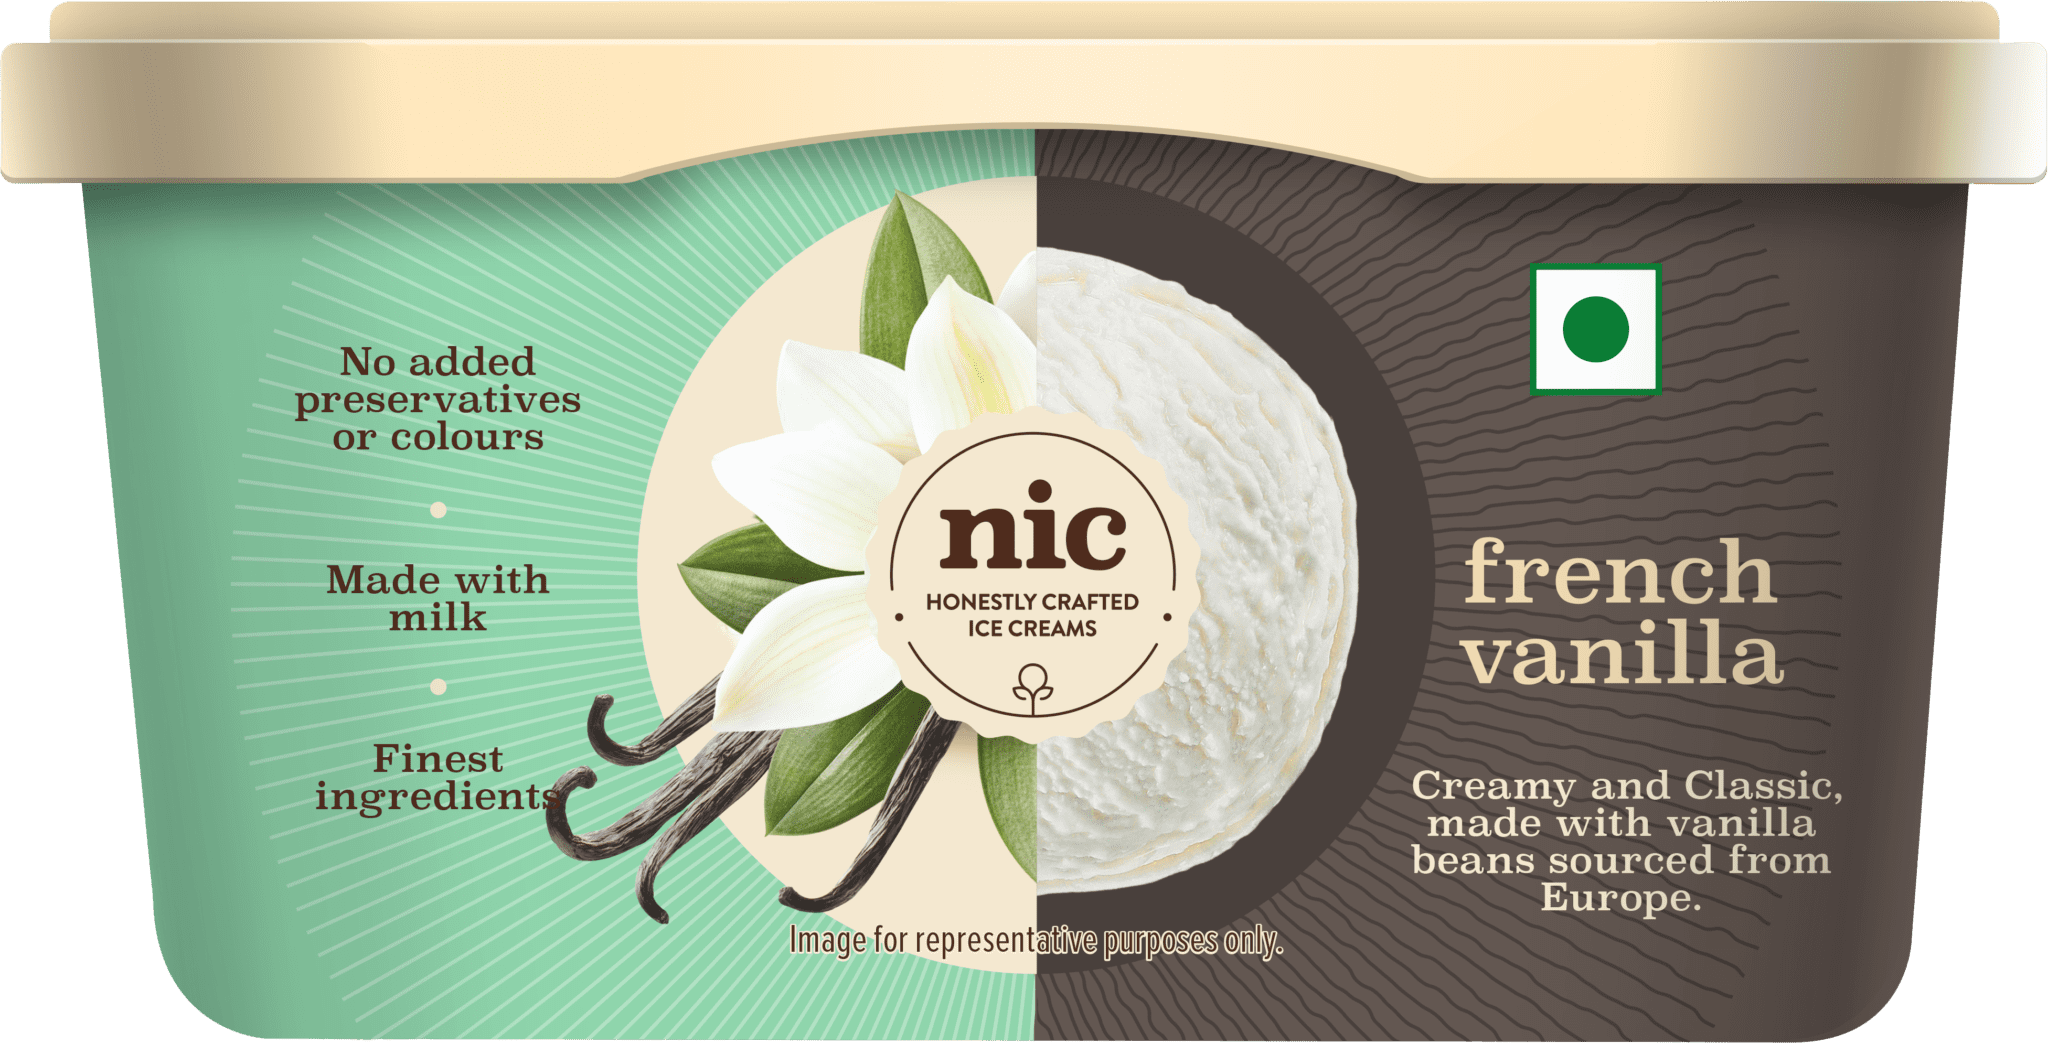 No added
preservatives
or colours
Made with
milk
Finest
ingredients
nic
HONESTLY CRAFTED
ICE CREAMS
french
vanilla
Creamy and Classic,
made with vanilla
beans sourced from
Europe.
Image for representative purposes only.